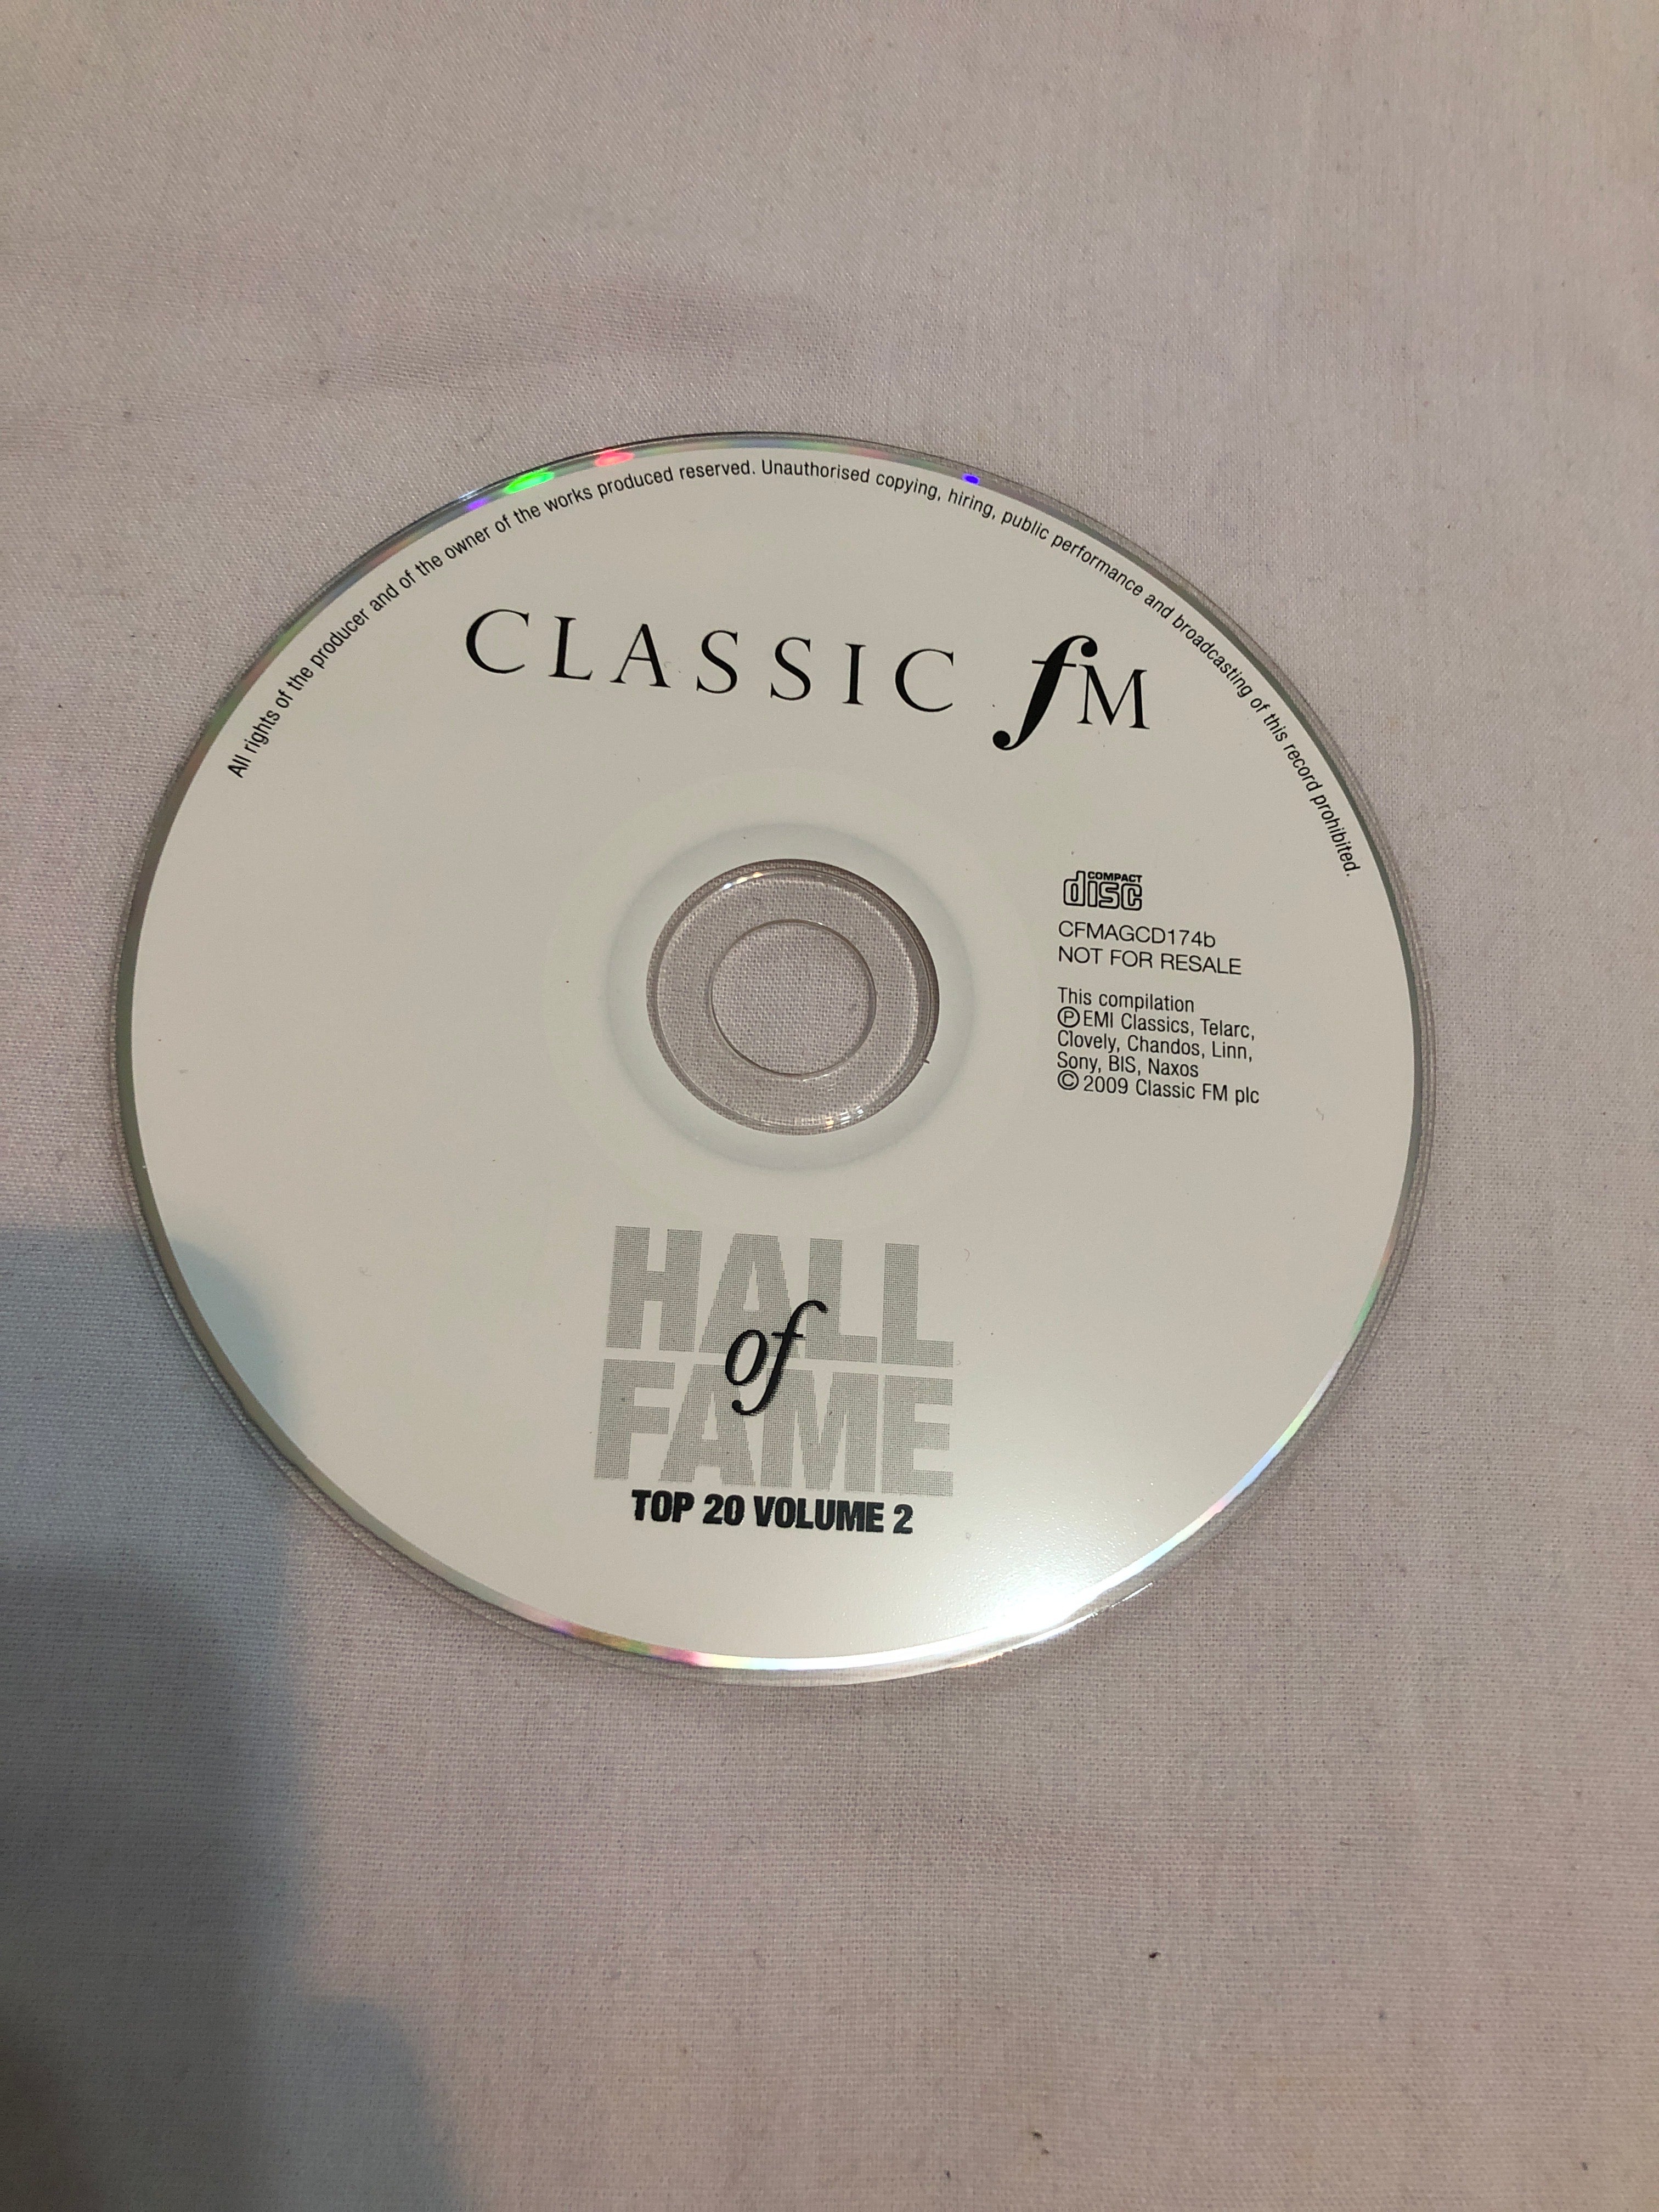 All rights of the producer and of the owner of the works produced reserved. Unauthorised copying, hiring, public performance and broadcasting of this record prohibited.
CLASSIC fM
COMPACT
disc
CFMAGCD174b
NOT FOR RESALE
This compilation
ⓅEMI Classics, Telarc,
Clovely, Chandos, Linn,
Sony, BIS, Naxos
© 2009 Classic FM plc
HALL
of
FAME
TOP 20 VOLUME 2